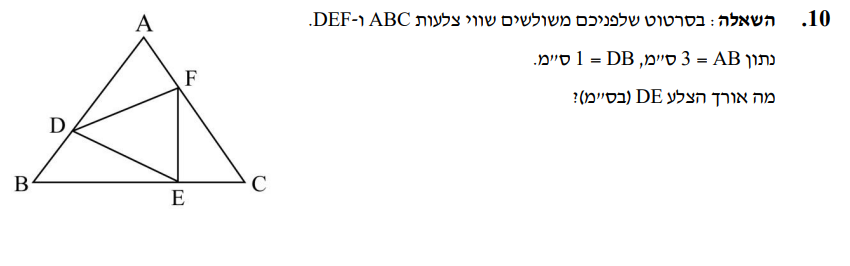 10. השאלה : בסרטוט שלפניכם משולשים שווי צלעות ABC ו-DEF.
נתון AB = 3 ס״מ, DB = 1 ס״מ.
מה אורך הצלע DE (בס״מ)?
A
F
D
B
C
E